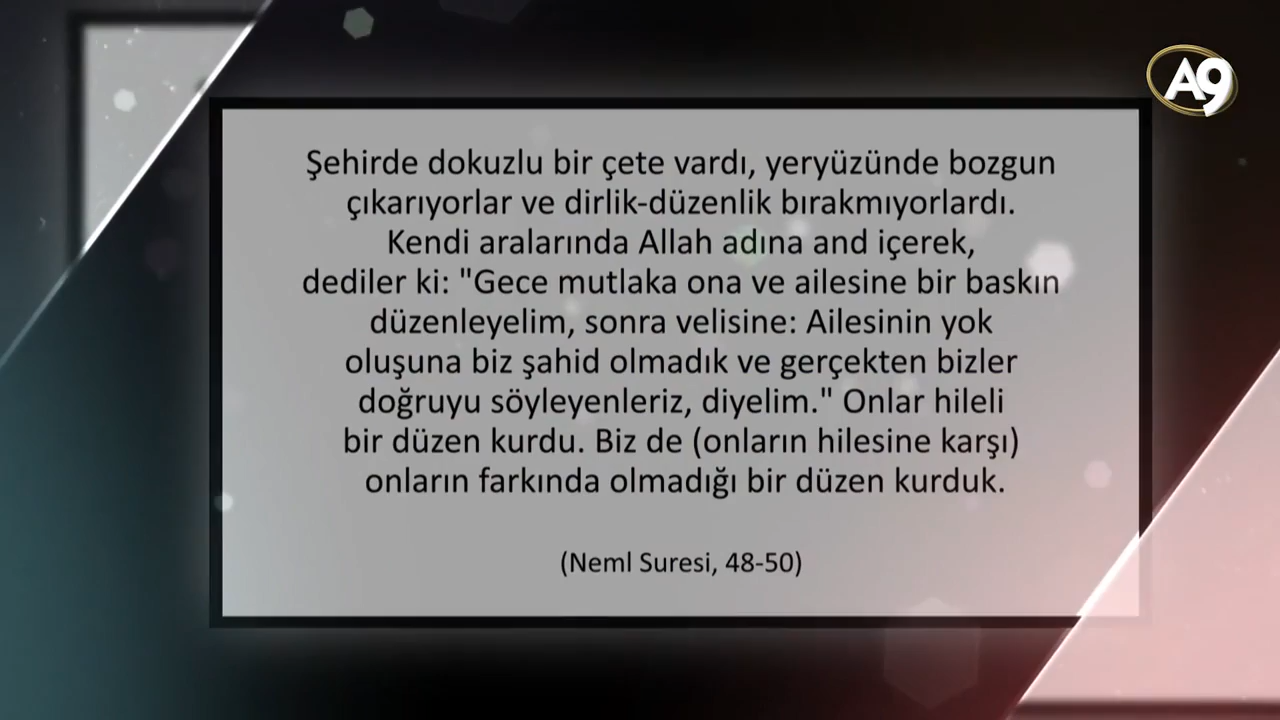 A9
Şehirde dokuzlu bir çete vardı, yeryüzünde bozgun
çıkarıyorlar ve dirlik-düzenlik bırakmıyorlardı.
Kendi aralarında Allah adına and içerek,
dediler ki: "Gece mutlaka ona ve ailesine bir baskın
düzenleyelim, sonra velisine: Ailesinin yok
oluşuna biz şahid olmadık ve gerçekten bizler
doğruyu söyleyenleriz, diyelim." Onlar hileli
bir düzen kurdu. Biz de (onların hilesine karşı)
onların farkında olmadığı bir düzen kurduk.
(Neml Suresi, 48-50)